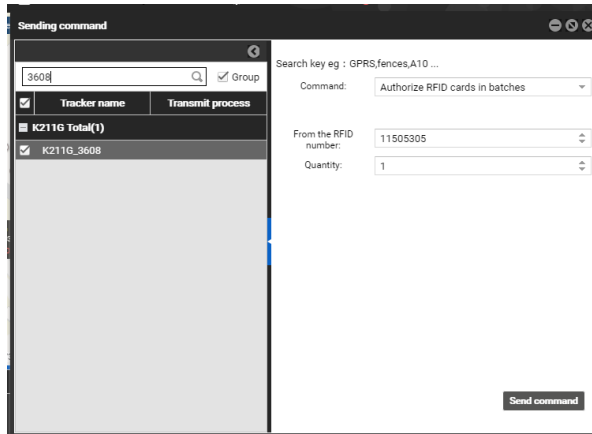 Sending command
3608
Group
Tracker name Transmit process
K211G Total(1)
K211G_3608
Search key eg : GPRS,fences,A10 ...
Command: Authorize RFID cards in batches
From the RFID number: 11505305
Quantity: 1
Send command